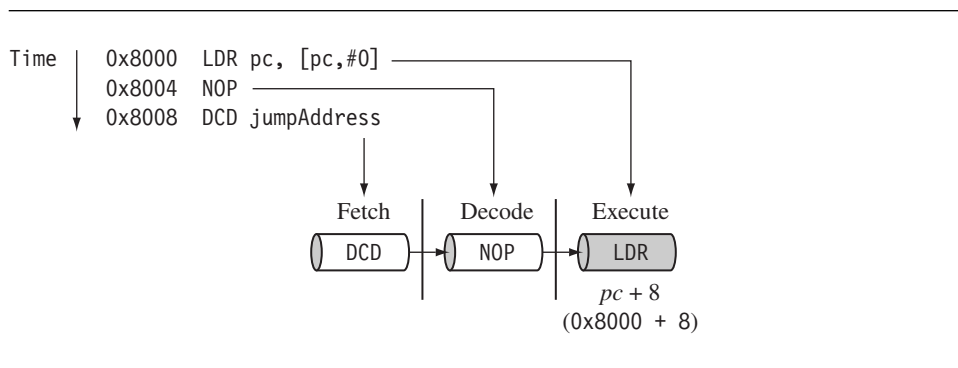 Time 0x8000 LDR pc, [pc,#0]
0x8004 NOP
0x8008 DCD jumpAddress
Fetch Decode Execute
DCD NOP LDR
pc + 8
(0x8000 + 8)